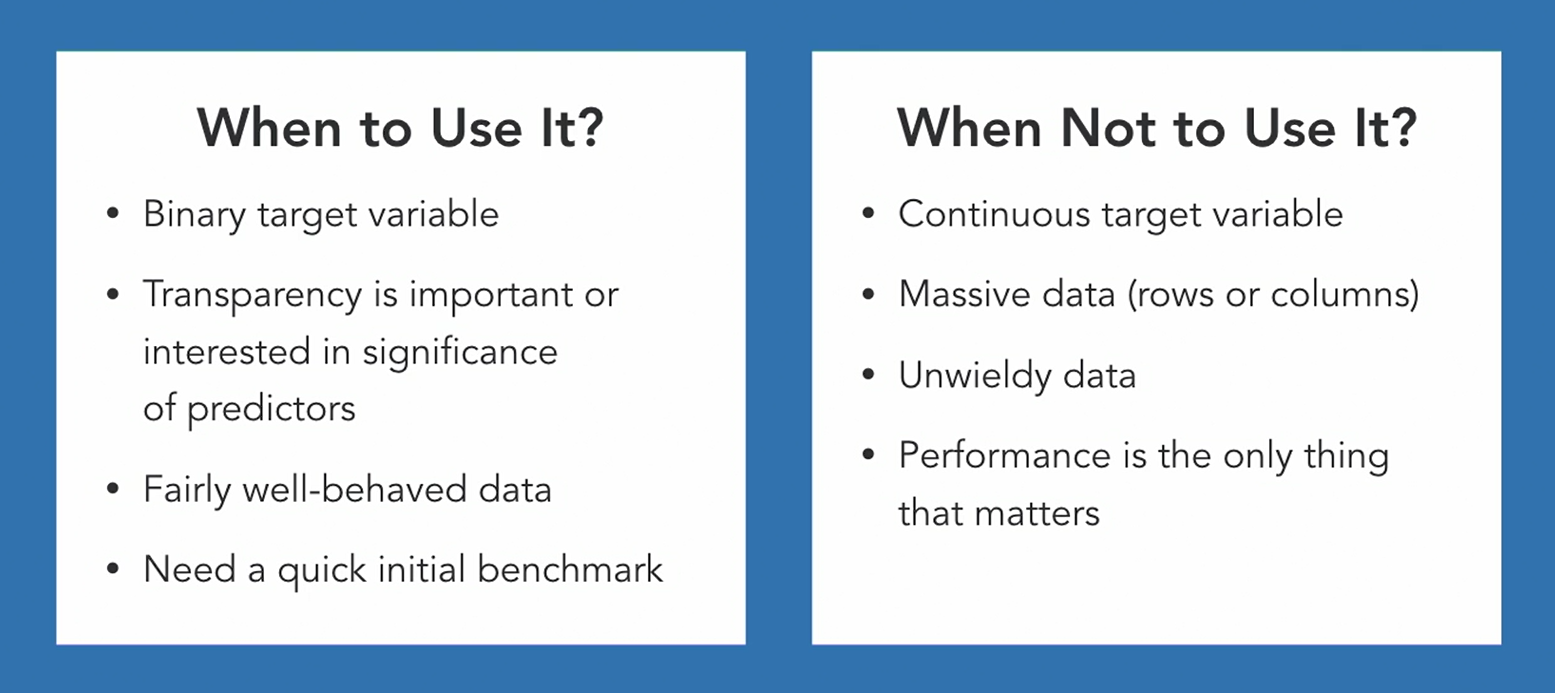 When to Use It?
• Binary target variable
• Transparency is important or
interested in significance
of predictors
• Fairly well-behaved data
• Need a quick initial benchmark
When Not to Use It?
• Continuous target variable
• Massive data (rows or columns)
• Unwieldy data
• Performance is the only thing
that matters